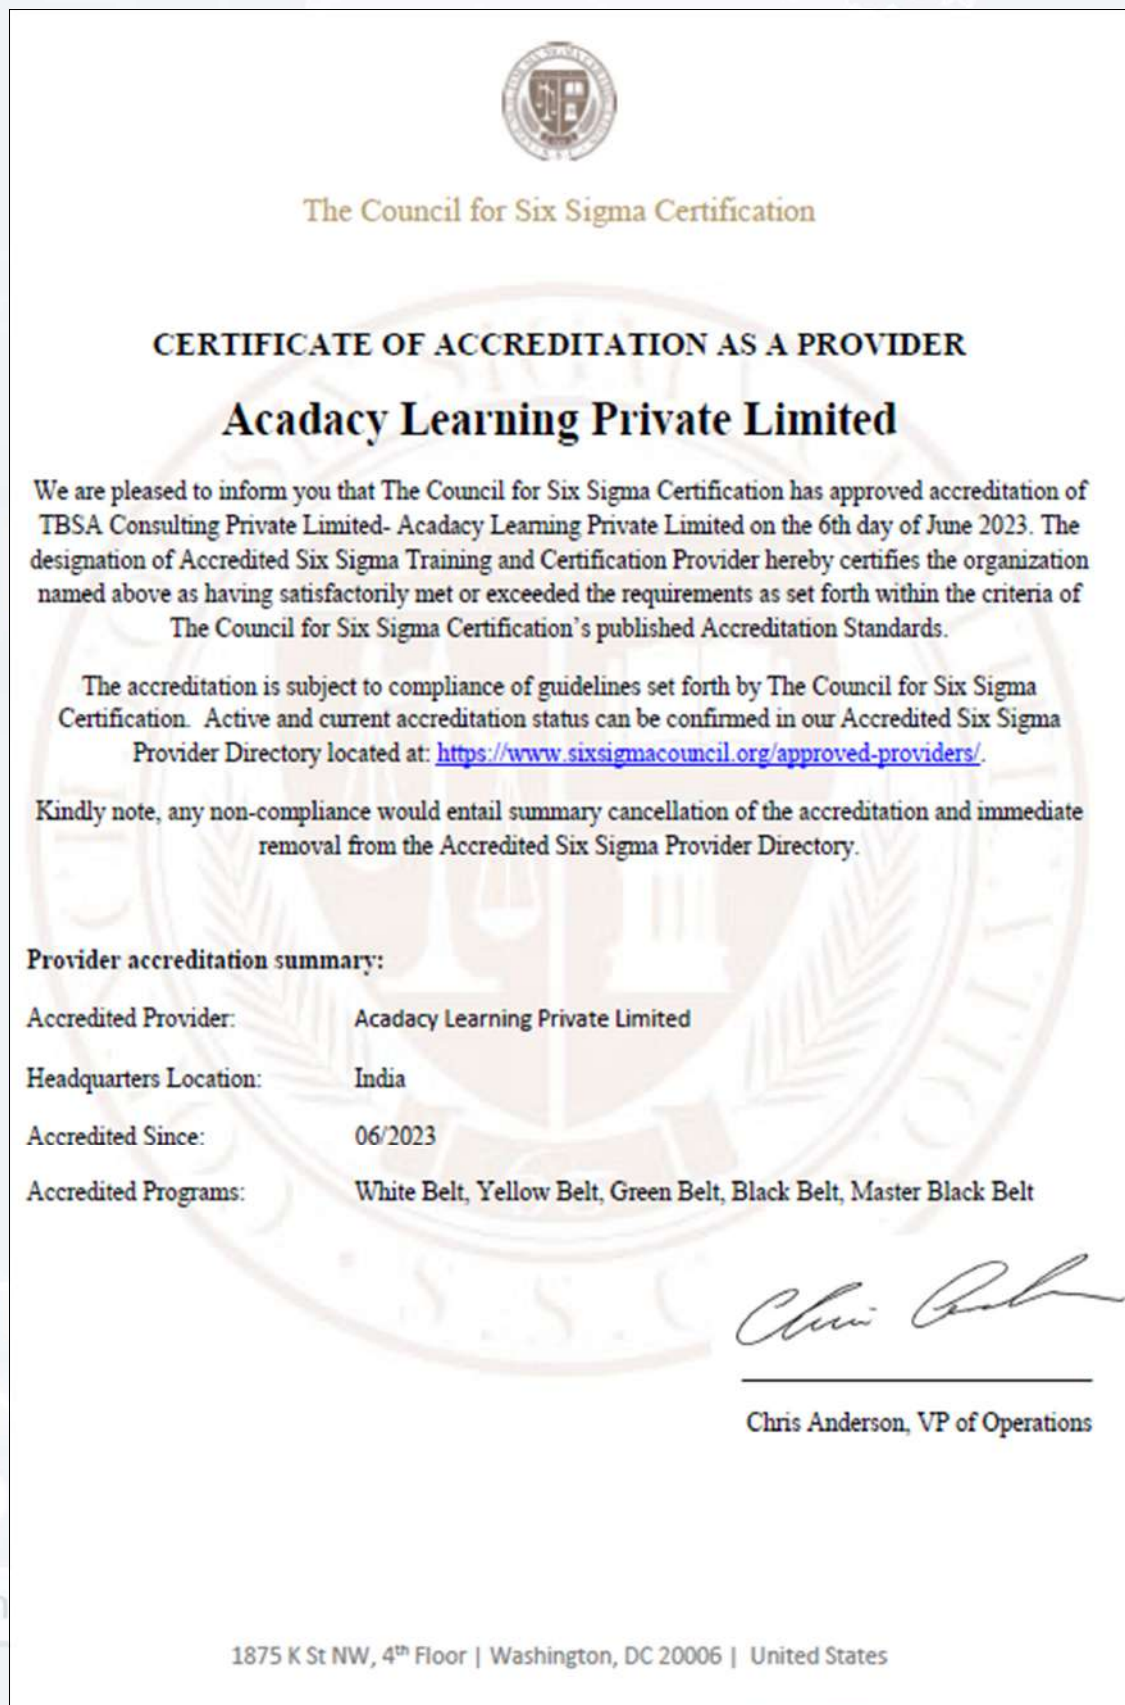 The Council for Six Sigma Certification
CERTIFICATE OF ACCREDITATION AS A PROVIDER
Acadacy Learning Private Limited
We are pleased to inform you that The Council for Six Sigma Certification has approved accreditation of
TBSA Consulting Private Limited- Acadacy Learning Private Limited on the 6th day of June 2023. The
designation of Accredited Six Sigma Training and Certification Provider hereby certifies the organization
named above as having satisfactorily met or exceeded the requirements as set forth within the criteria of
The Council for Six Sigma Certification's published Accreditation Standards.
The accreditation is subject to compliance of guidelines set forth by The Council for Six Sigma
Certification.  Active and current accreditation status can be confirmed in our Accredited Six Sigma
Provider Directory located at: https://www.sixsigmacouncil.org/approved-providers/.
Kindly note, any non-compliance would entail summary cancellation of the accreditation and immediate
removal from the Accredited Six Sigma Provider Directory.
Provider accreditation summary:
Accredited Provider: Acadacy Learning Private Limited
Headquarters Location: India
Accredited Since: 06/2023
Accredited Programs: White Belt, Yellow Belt, Green Belt, Black Belt, Master Black Belt
Chris Anderson, VP of Operations
1875 K St NW, 4th Floor | Washington, DC 20006 | United States